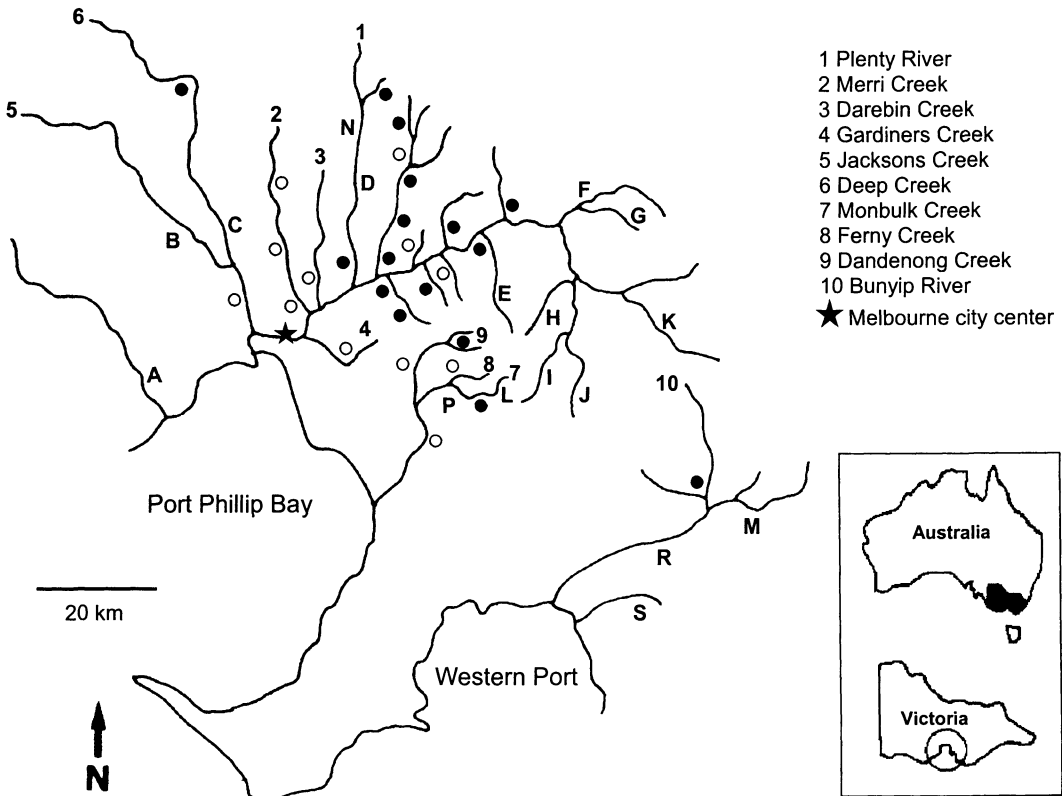 6
1
5
2
3
N
D
C
B
F
G
E
4
H
K
A
9
8
7
P
L
I
J
10
M
R
S
1 Plenty River
2 Merri Creek
3 Darebin Creek
4 Gardiners Creek
5 Jacksons Creek
6 Deep Creek
7 Monbulk Creek
8 Ferny Creek
9 Dandenong Creek
10 Bunyip River
Melbourne city center
Port Phillip Bay
20 km
Western Port
N
Australia
Victoria